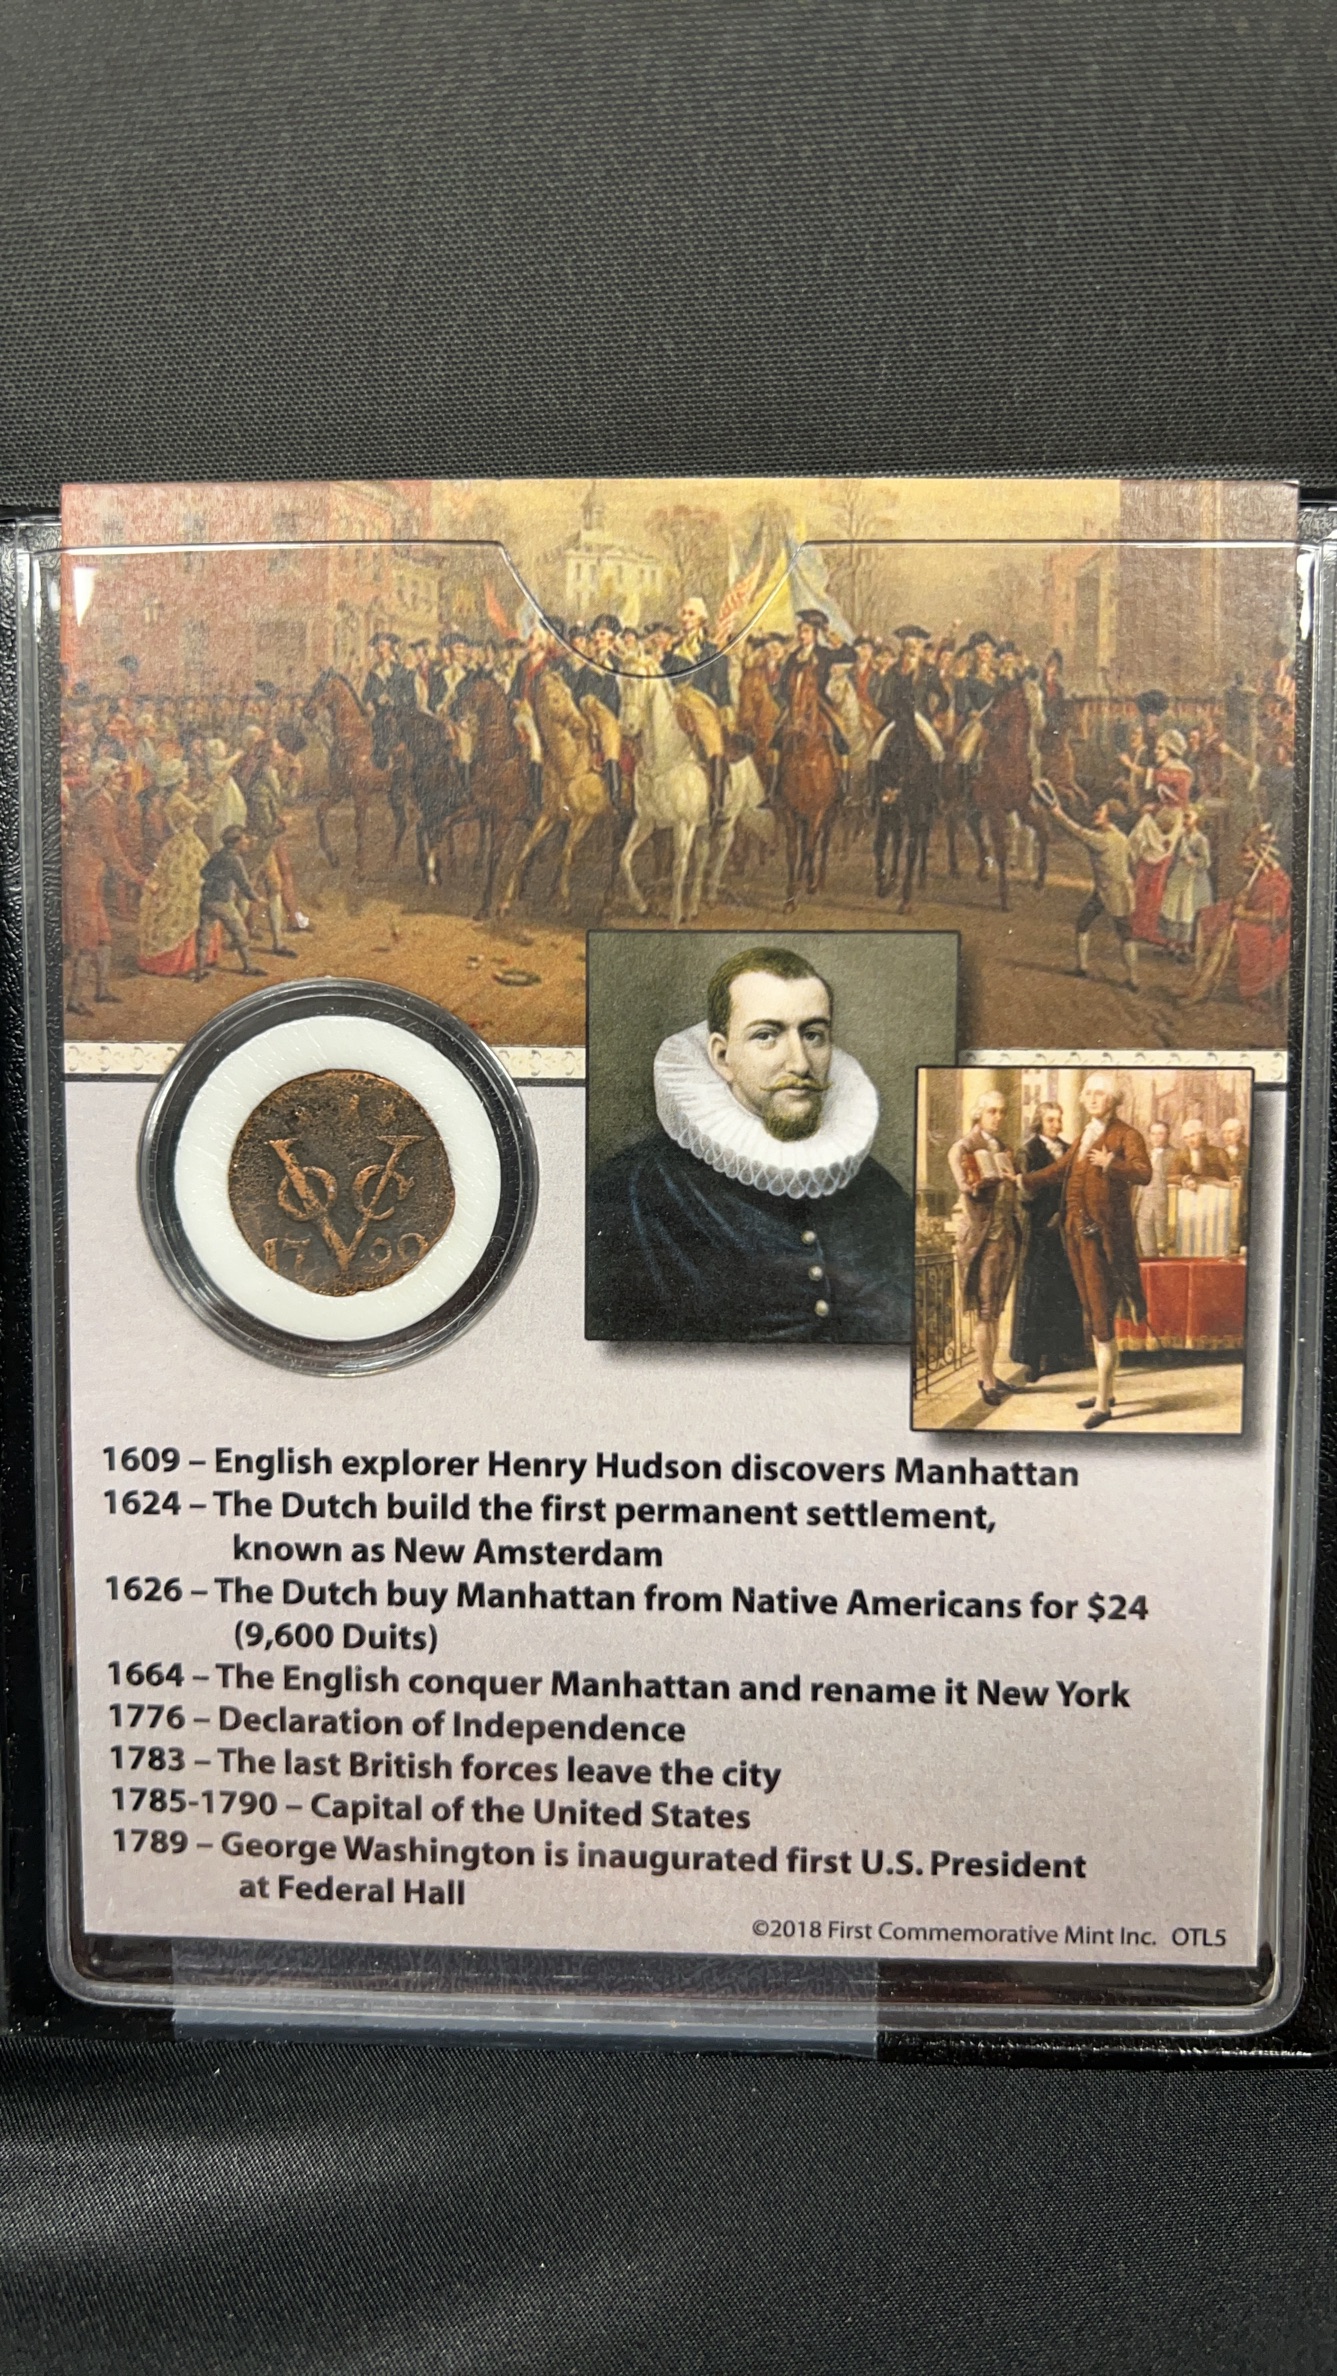 VOC
1790
1609 – English explorer Henry Hudson discovers Manhattan
1624 – The Dutch build the first permanent settlement,
known as New Amsterdam
1626 – The Dutch buy Manhattan from Native Americans for $24
(9,600 Duits)
1664 – The English conquer Manhattan and rename it New York
1776 – Declaration of Independence
1783 – The last British forces leave the city
1785-1790 – Capital of the United States
1789 – George Washington is inaugurated first U.S. President
at Federal Hall
©2018 First Commemorative Mint Inc. OTL5